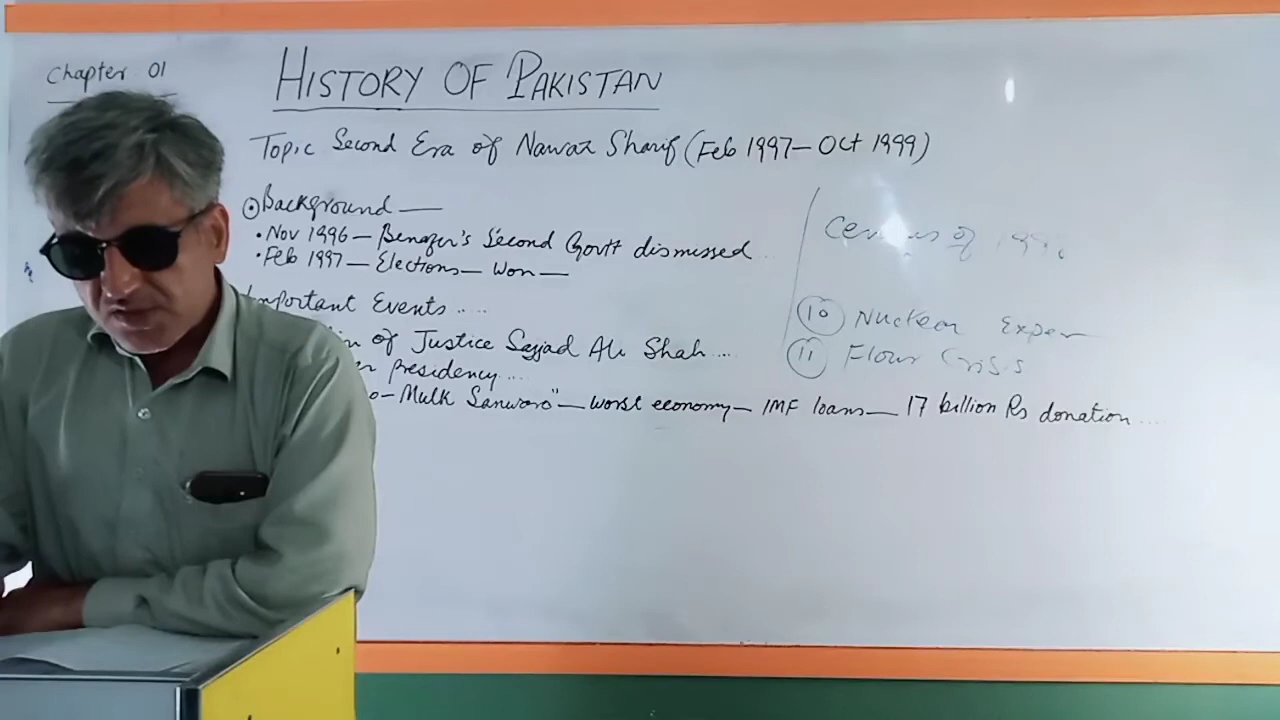 Chapter 01
HISTORY OF PAKISTAN
Topic Second Era of Nawaz Sharif (Feb 1997 – Oct 1999)
Background —
• Nov 1996 – Benazir's Second Govt dismissed
• Feb 1997 – Elections – Won —
Important Events ....
of Justice Sajjad Ali Shah ...
Presidency ...
o – Mulk Sanwaro" – worst economy – IMF loans – 17 billion Rs donation ....
Census of
10 Nuclear Exper
11 Flour Crisis